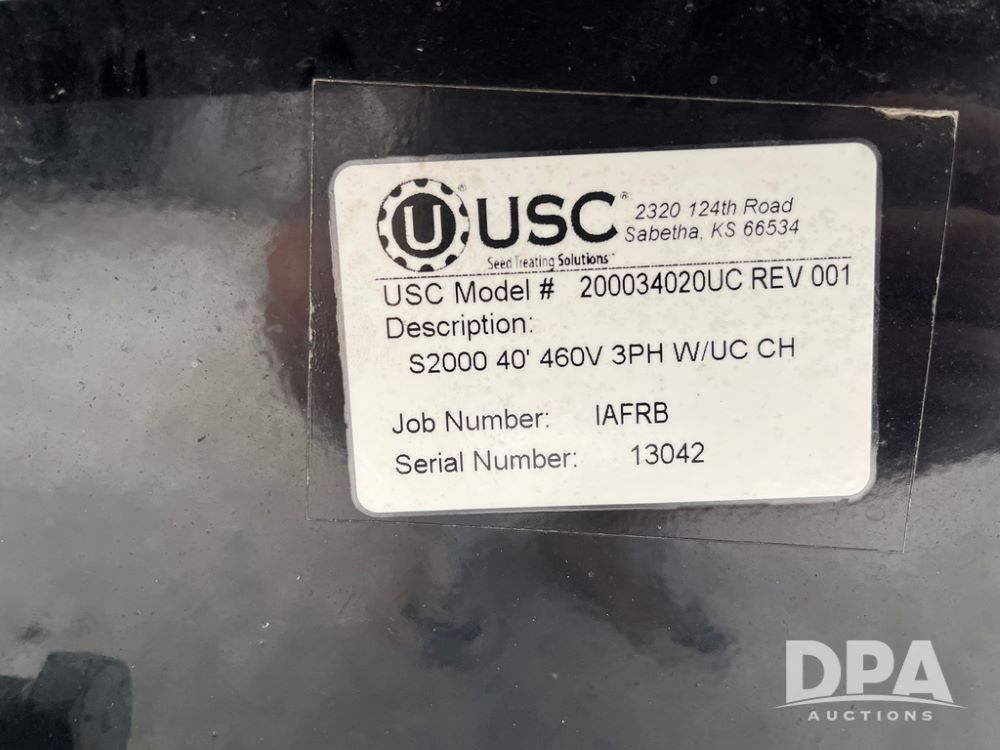 U® USC® 2320 124th Road
Sabetha, KS 66534
Seed Treating Solutions™
USC Model # 200034020UC REV 001
Description:
S2000 40' 460V 3PH W/UC CH
Job Number: IAFRB
Serial Number: 13042
DPA
AUCTIONS